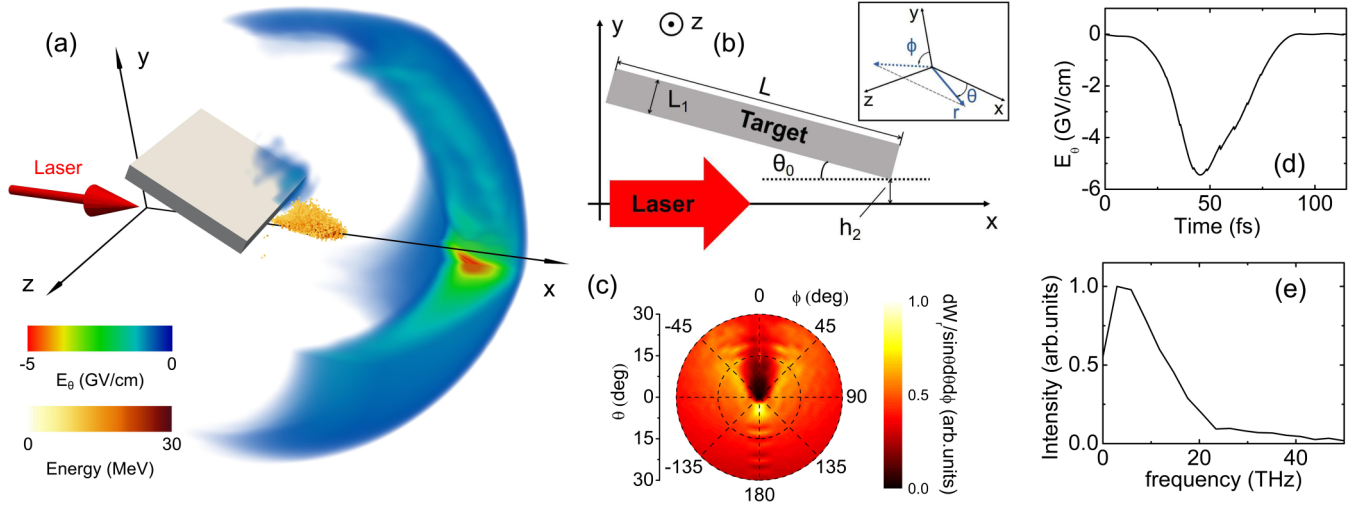 (a)
y
Laser
z
x
-5
0
E_θ (GV/cm)
0
30
Energy (MeV)
y
z
(b)
L
L₁
Target
θ₀
Laser
x
h₂
y
ϕ
z
θ
r
x
(c)
0
ϕ (deg)
30
-45
45
15
θ (deg)
0
90
15
-135
135
30
180
1.0
0.5
0.0
dW_r/sinθdθdϕ (arb.units)
0
-2
-4
-6
E_θ (GV/cm)
(d)
0
50
100
Time (fs)
1.0
0.5
0.0
Intensity (arb.units)
(e)
0
20
40
frequency (THz)